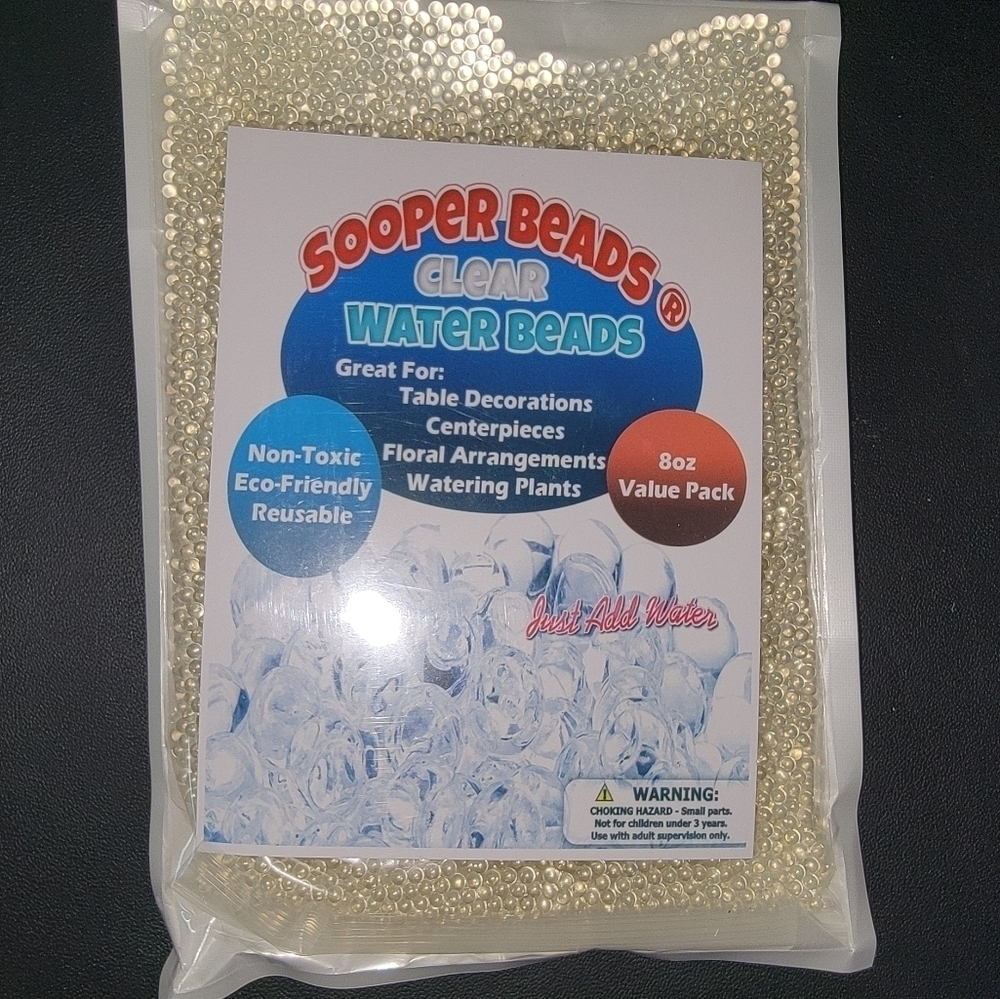 SOOPER BEADS ®
CLEAR
WATER BEADS
Great For:
Table Decorations
Centerpieces
Floral Arrangements
Watering Plants
Non-Toxic
Eco-Friendly
Reusable
8oz
Value Pack
Just Add Water
WARNING:
CHOKING HAZARD - Small parts.
Not for children under 3 years.
Use with adult supervision only.